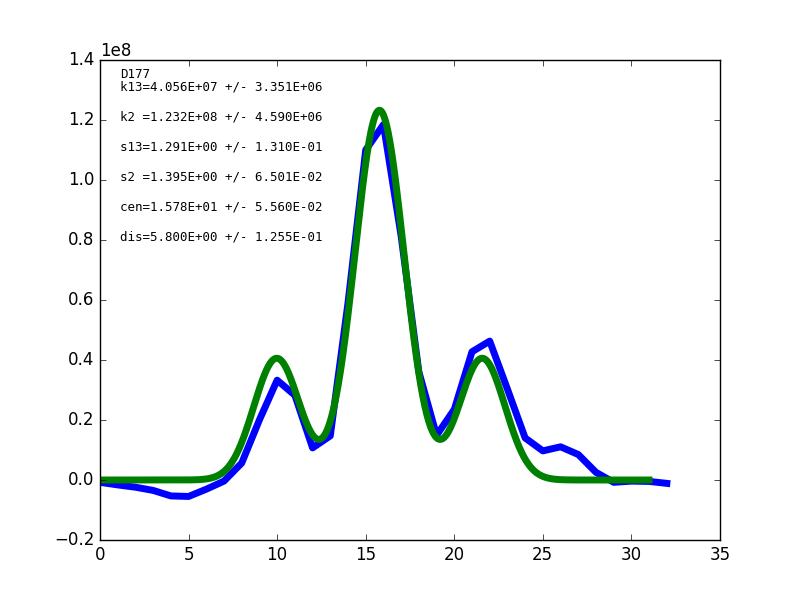 1e8
1.4
D177
k13=4.056E+07 +/- 3.351E+06
1.2
k2 =1.232E+08 +/- 4.590E+06
s13=1.291E+00 +/- 1.310E-01
1.0
s2 =1.395E+00 +/- 6.501E-02
cen=1.578E+01 +/- 5.560E-02
0.8
dis=5.800E+00 +/- 1.255E-01
0.6
0.4
0.2
0.0
−0.2
0 5 10 15 20 25 30 35